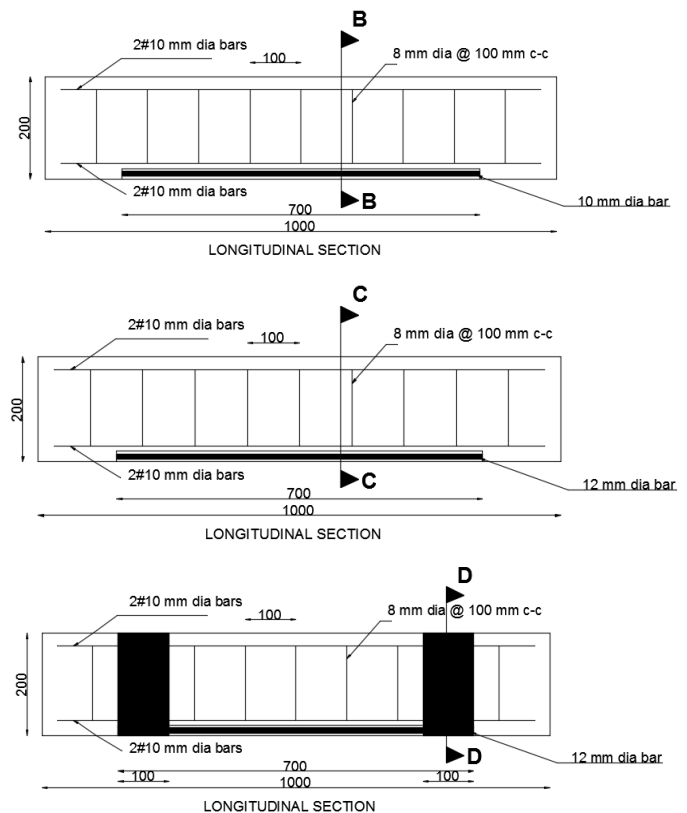 B
2#10 mm dia bars
100
8 mm dia @ 100 mm c-c
200
2#10 mm dia bars
B
10 mm dia bar
700
1000
LONGITUDINAL SECTION
C
2#10 mm dia bars
100
8 mm dia @ 100 mm c-c
200
2#10 mm dia bars
C
12 mm dia bar
700
1000
LONGITUDINAL SECTION
D
2#10 mm dia bars
100
8 mm dia @ 100 mm c-c
200
2#10 mm dia bars
D
12 mm dia bar
700
100
100
1000
LONGITUDINAL SECTION